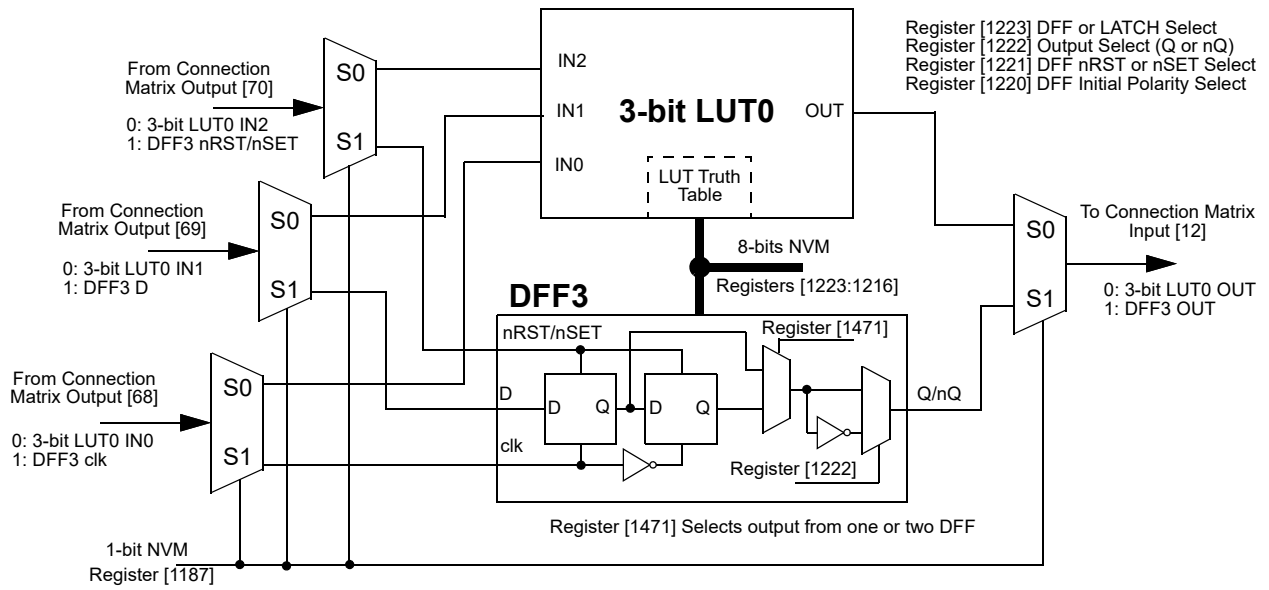 Register [1223] DFF or LATCH Select
Register [1222] Output Select (Q or nQ)
Register [1221] DFF nRST or nSET Select
Register [1220] DFF Initial Polarity Select
From Connection
Matrix Output [70]
0: 3-bit LUT0 IN2
1: DFF3 nRST/nSET
S0
S1
IN2
IN1
IN0
3-bit LUT0
OUT
LUT Truth
Table
From Connection
Matrix Output [69]
0: 3-bit LUT0 IN1
1: DFF3 D
S0
S1
8-bits NVM
Registers [1223:1216]
S0
S1
To Connection Matrix
Input [12]
0: 3-bit LUT0 OUT
1: DFF3 OUT
DFF3
nRST/nSET
Register [1471]
D
D
Q
D
Q
Q/nQ
clk
Register [1222]
From Connection
Matrix Output [68]
0: 3-bit LUT0 IN0
1: DFF3 clk
S0
S1
Register [1471] Selects output from one or two DFF
1-bit NVM
Register [1187]